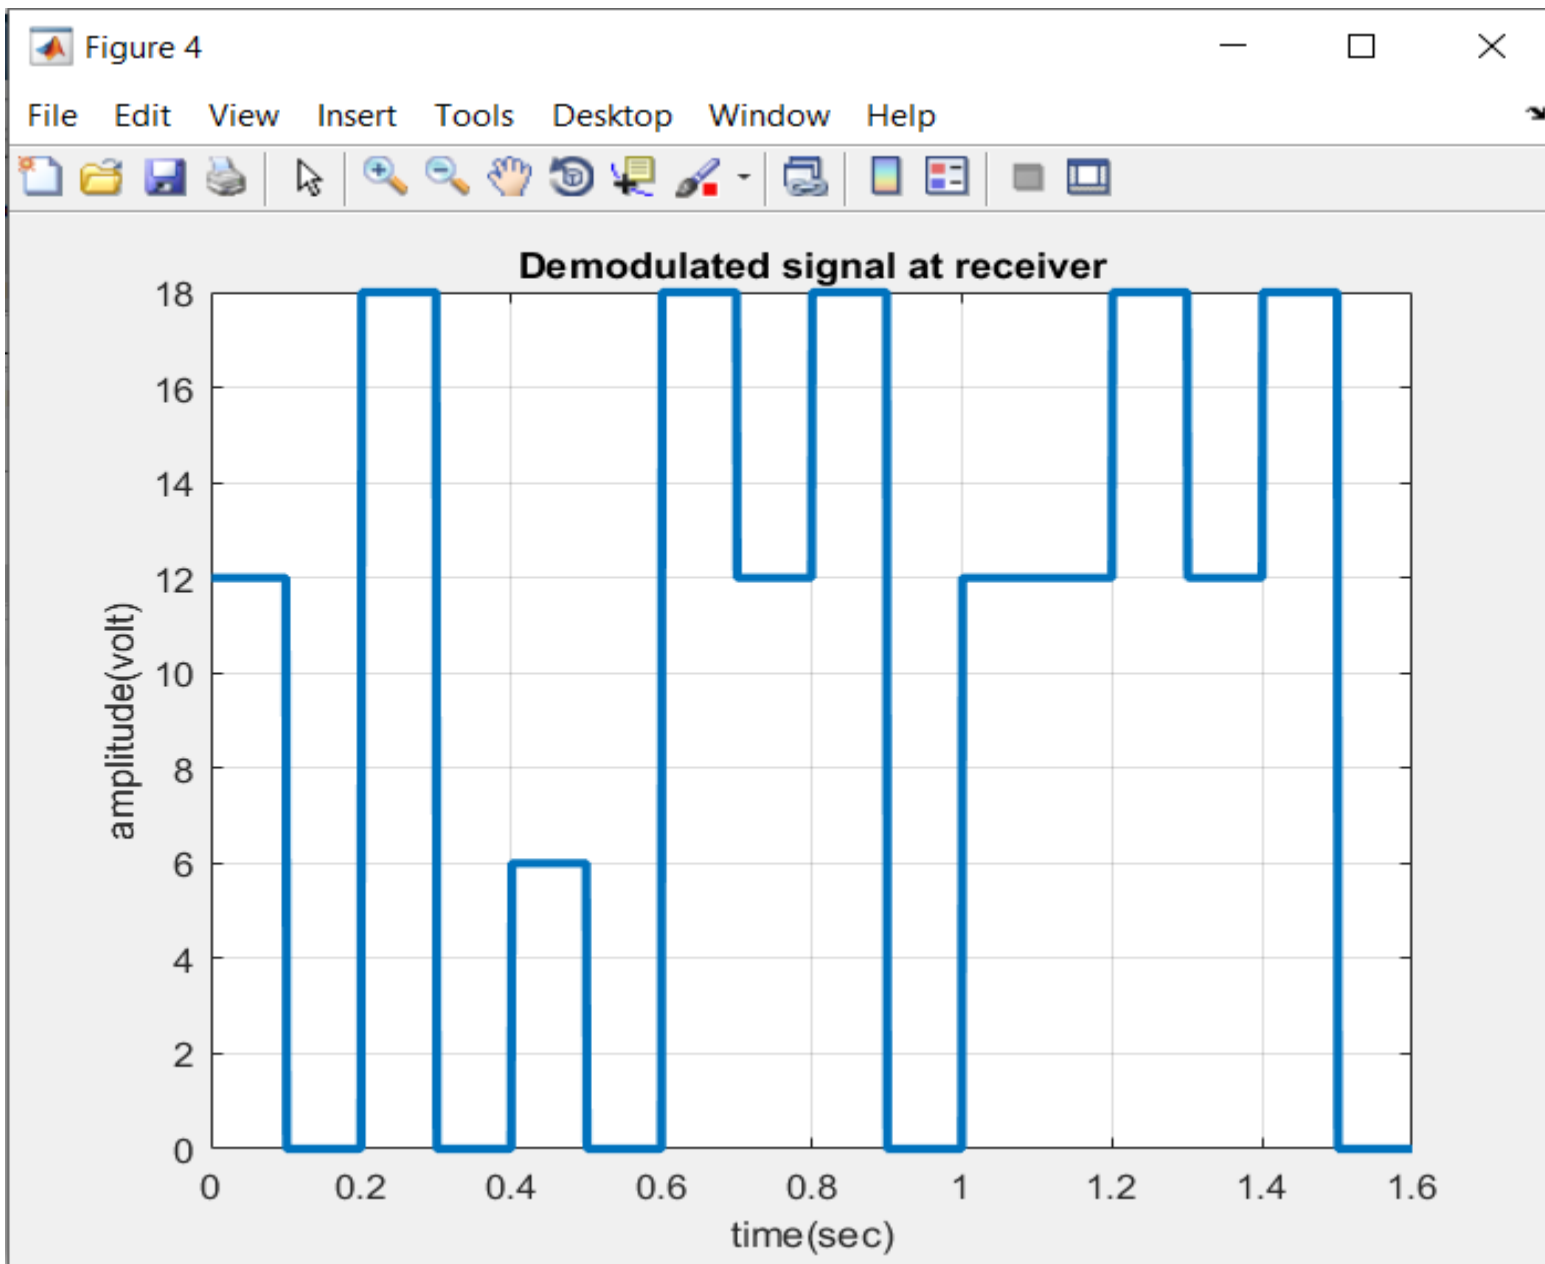 Figure 4
File Edit View Insert Tools Desktop Window Help
Demodulated signal at receiver
18
16
14
12
10
8
6
4
2
0
amplitude(volt)
0 0.2 0.4 0.6 0.8 1 1.2 1.4 1.6
time(sec)